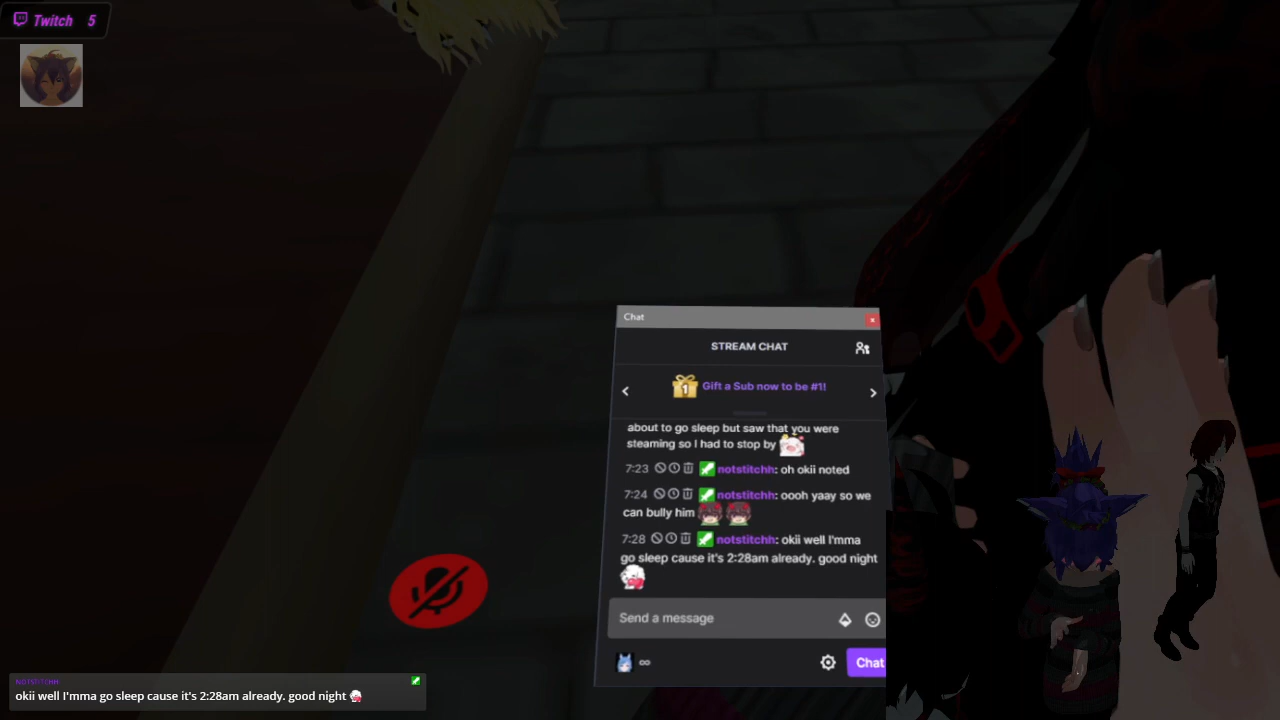 Twitch 5
Chat
STREAM CHAT
1 Gift a Sub now to be #1!
about to go sleep but saw that you were
steaming so I had to stop by
7:23 notstitchh: oh okii noted
7:24 notstitchh: oooh yaay so we
can bully him
7:28 notstitchh: okii well I'mma
go sleep cause it's 2:28am already. good night
Send a message
∞
Chat
NOTSTITCHH
okii well I'mma go sleep cause it's 2:28am already. good night